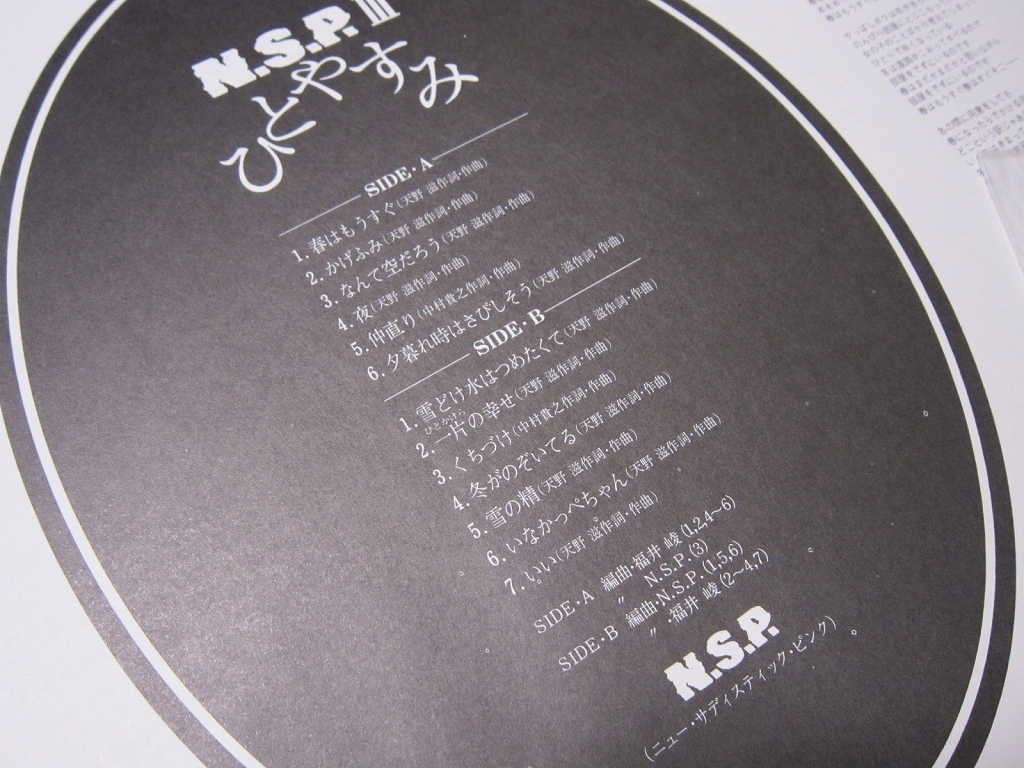 N.S.P. III
ひとやすみ
SIDE・A
1. 春はもうすぐ(天野 滋作詞・作曲)
2. かげふみ(天野 滋作詞・作曲)
3. なんて空だろう(天野 滋作詞・作曲)
4. 夜(天野 滋作詞・作曲)
5. 仲直り(中村貴之作詞・作曲)
6. 夕暮れ時はさびしそう(天野 滋作詞・作曲)
SIDE・B
1. 雪どけ水はつめたくて(天野 滋作詞・作曲)
ひとかけら
2. 一片の幸せ(天野 滋作詞・作曲)
3. くちづけ(中村貴之作詞・作曲)
4. 冬がのぞいてる(天野 滋作詞・作曲)
5. 雪の精(天野 滋作詞・作曲)
6. いなかっぺちゃん(天野 滋作詞・作曲)
7. いい(天野 滋作詞・作曲)
SIDE・A 編曲・福井 峻(1,2,4〜6)
〃 N.S.P.(3)
SIDE・B 編曲・N.S.P.(1,5,6)
〃 ・福井 峻(2〜4,7)
N.S.P.
(ニュー・サディスティック・ピンク)